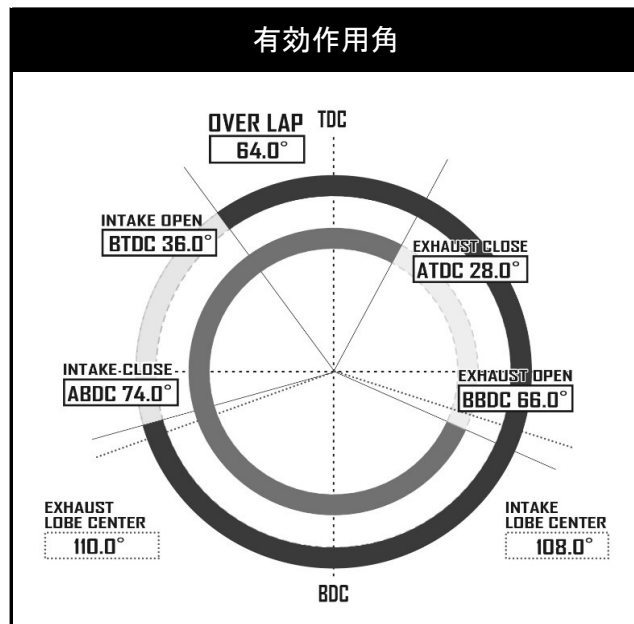 有効作用角
OVER LAP
64.0°
TDC
INTAKE OPEN
BTDC 36.0°
EXHAUST CLOSE
ATDC 28.0°
INTAKE-CLOSE
ABDC 74.0°
EXHAUST OPEN
BBDC 66.0°
EXHAUST
LOBE CENTER
110.0°
INTAKE
LOBE CENTER
108.0°
BDC